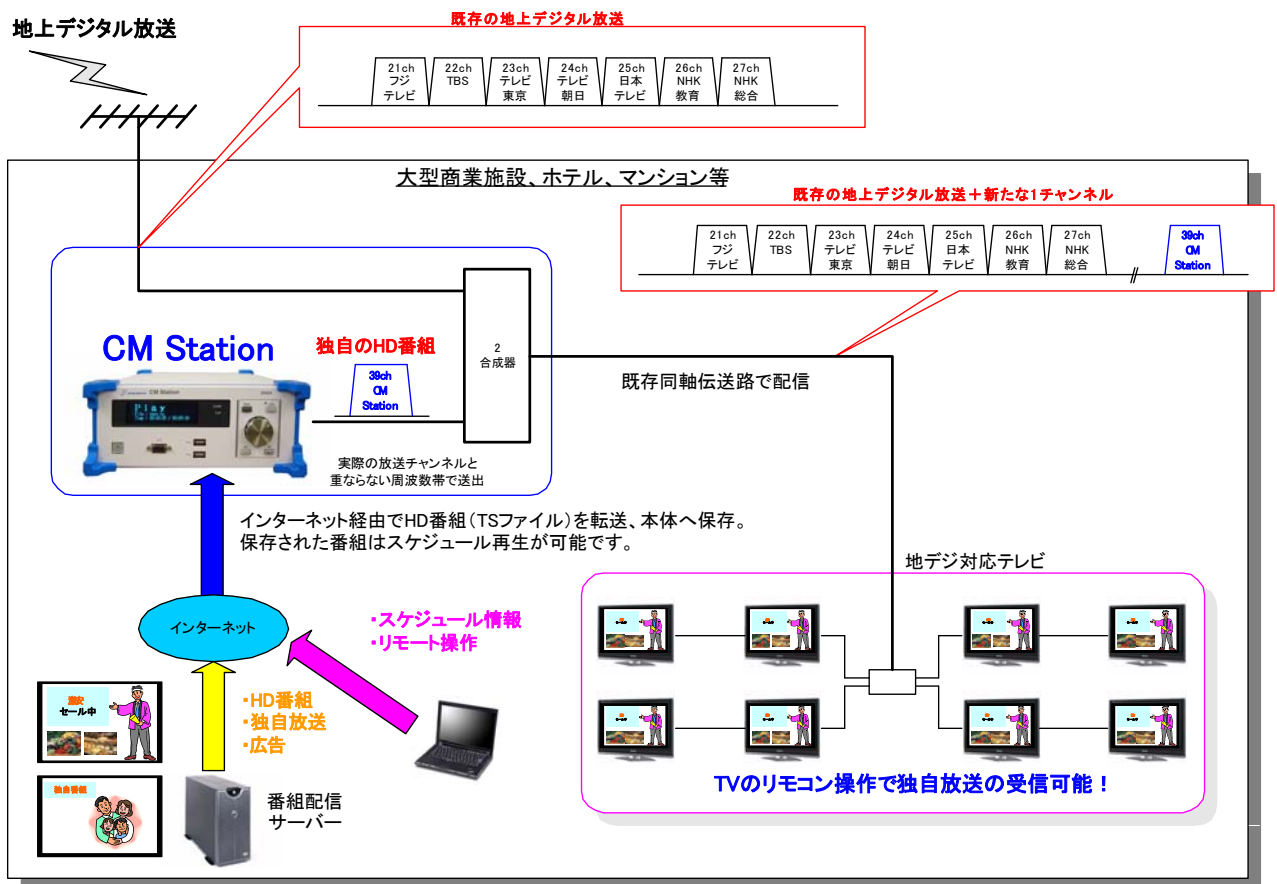 地上デジタル放送
既存の地上デジタル放送
21ch
フジ
テレビ
22ch
TBS
23ch
テレビ
東京
24ch
テレビ
朝日
25ch
日本
テレビ
26ch
NHK
教育
27ch
NHK
総合
大型商業施設、ホテル、マンション等
既存の地上デジタル放送＋新たな1チャンネル
21ch
フジ
テレビ
22ch
TBS
23ch
テレビ
東京
24ch
テレビ
朝日
25ch
日本
テレビ
26ch
NHK
教育
27ch
NHK
総合
39ch
CM
Station
CM Station
独自のHD番組
39ch
CM
Station
2
合成器
CM Station
Play
既存同軸伝送路で配信
実際の放送チャンネルと
重ならない周波数帯で送出
インターネット経由でHD番組（TSファイル）を転送、本体へ保存。
保存された番組はスケジュール再生が可能です。
地デジ対応テレビ
インターネット
・スケジュール情報
・リモート操作
・HD番組
・独自放送
・広告
激安
セール中
独自番組
番組配信
サーバー
TVのリモコン操作で独自放送の受信可能！